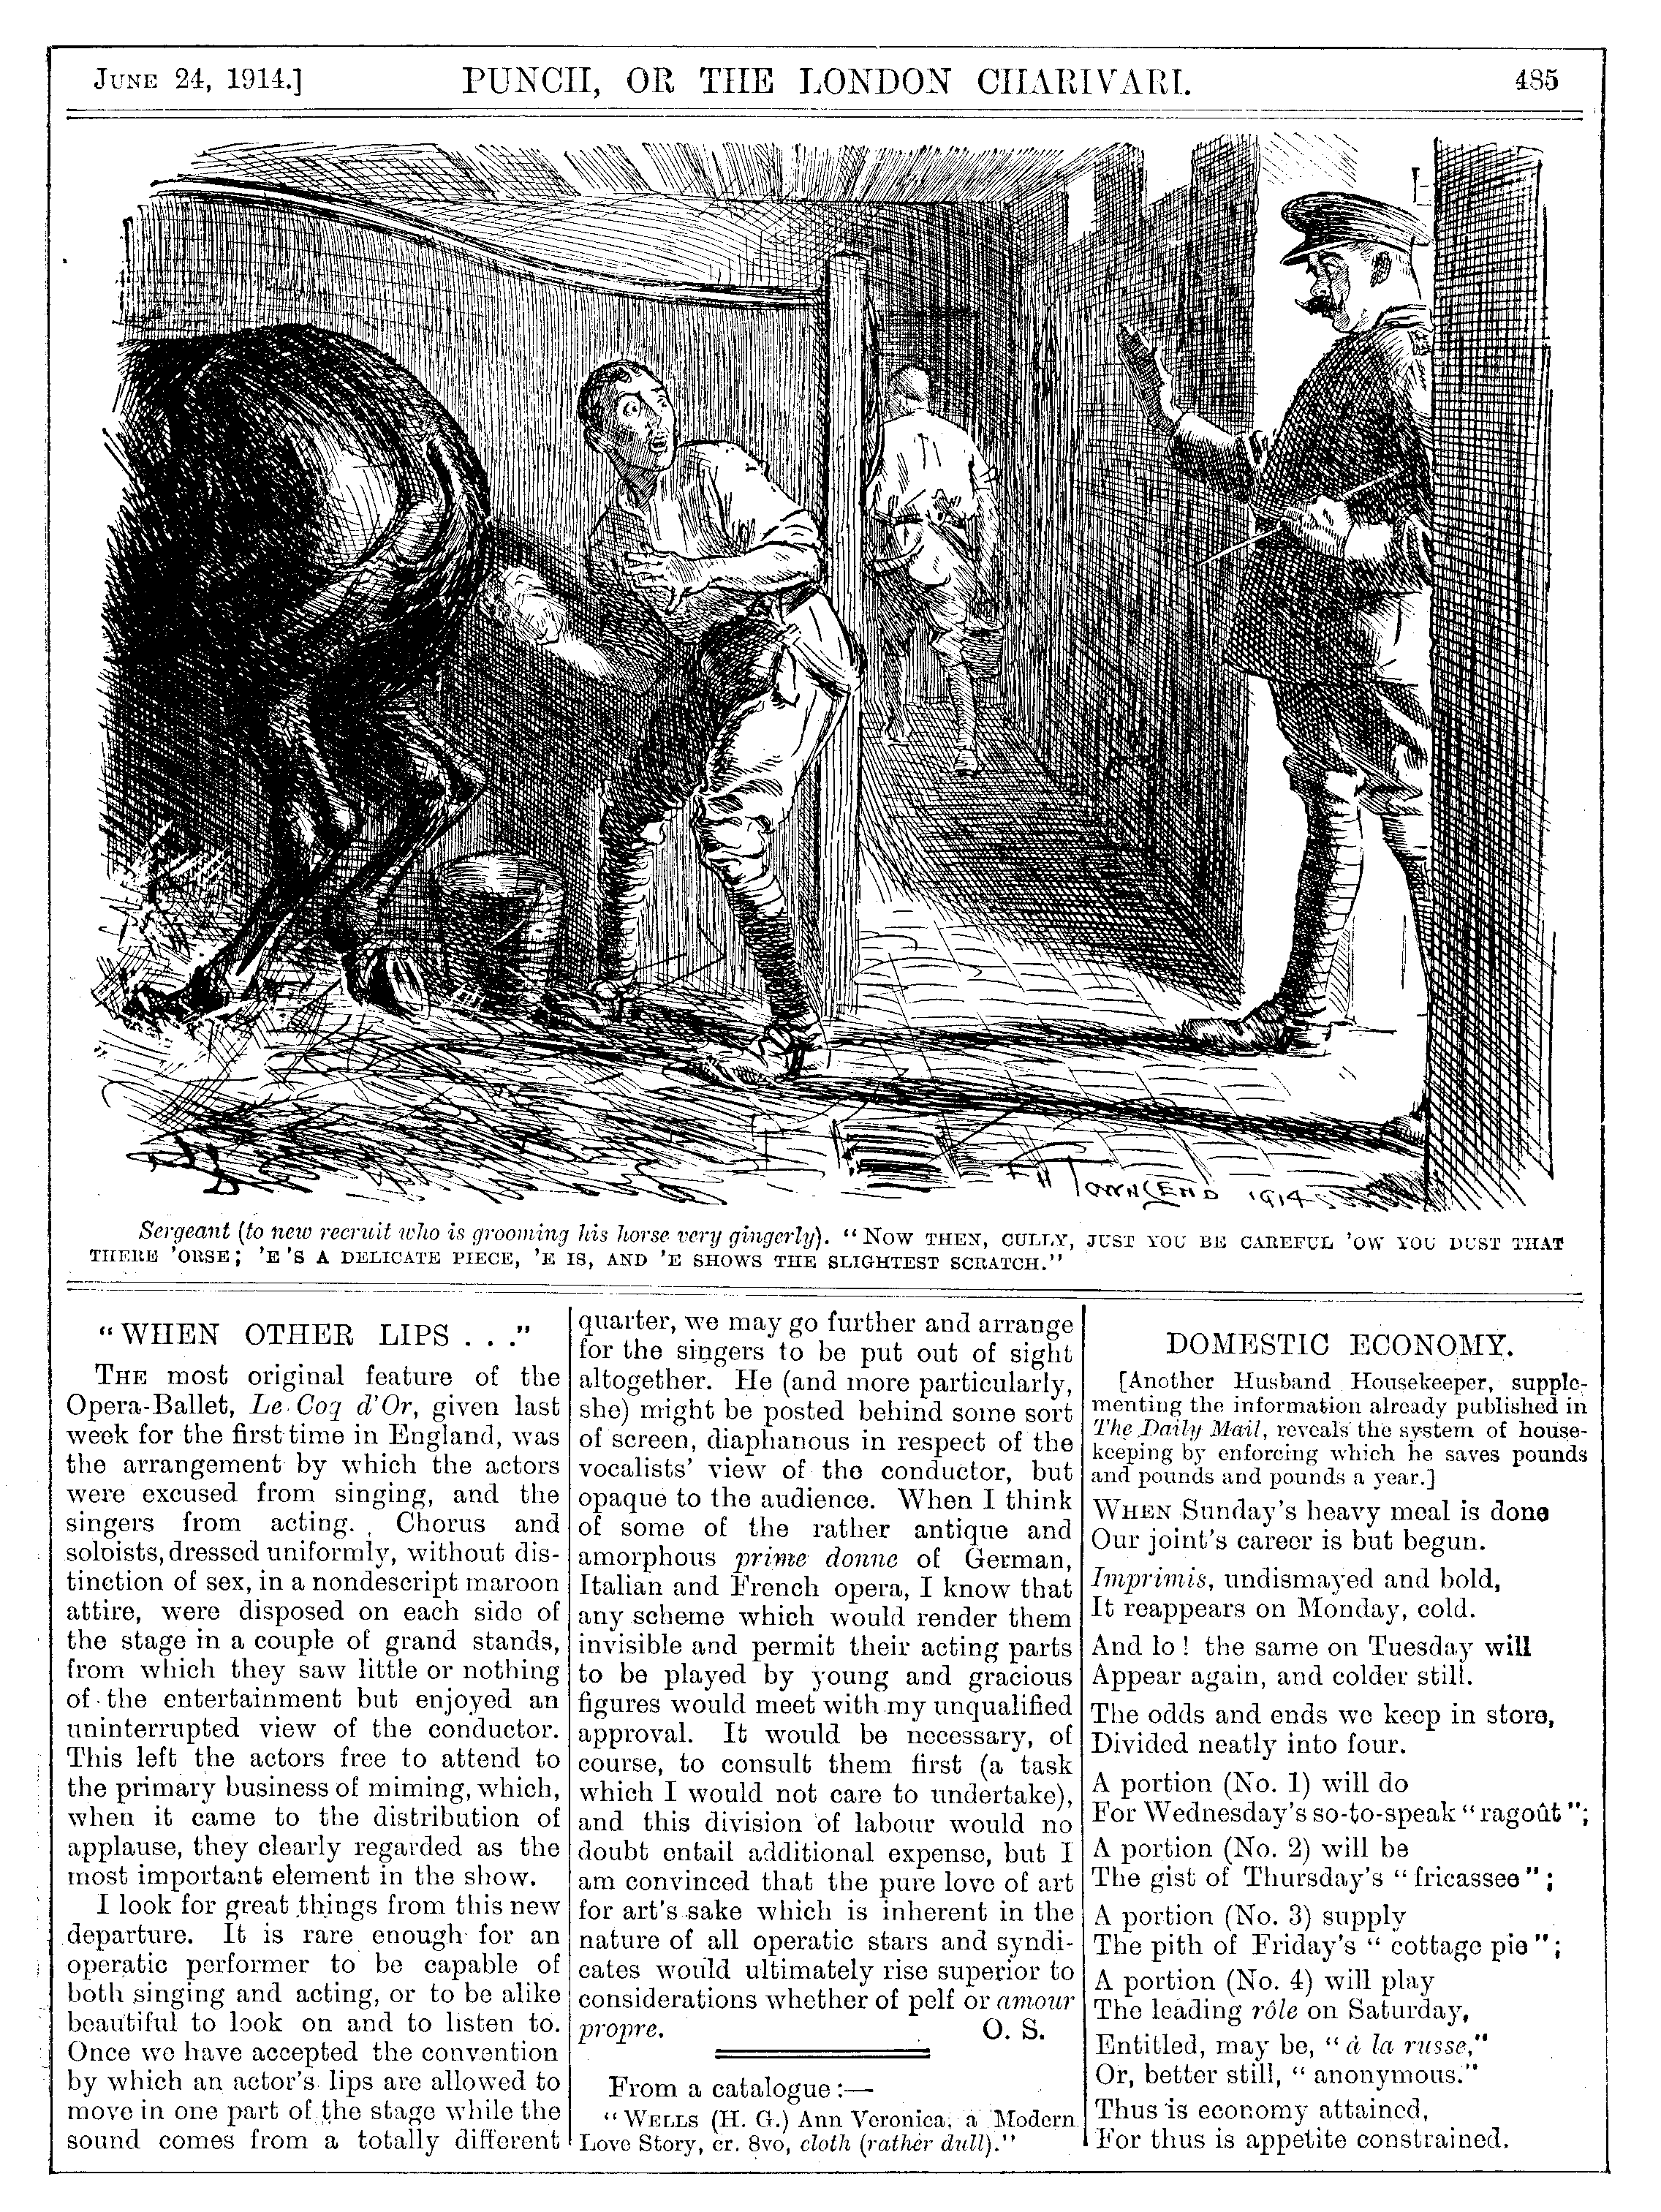 JUNE 24, 1914.] PUNCH, OR THE LONDON CHARIVARI. 485
F H TOWNSEND 1914
Sergeant (to new recruit who is grooming his horse very gingerly). "NOW THEN, CULLY, JUST YOU BE CAREFUL 'OW YOU DUST THAT
THERE 'ORSE; 'E'S A DELICATE PIECE, 'E IS, AND 'E SHOWS THE SLIGHTEST SCRATCH."
"WHEN OTHER LIPS . . ."
THE most original feature of the
Opera-Ballet, Le Coq d'Or, given last
week for the first time in England, was
the arrangement by which the actors
were excused from singing, and the
singers from acting. Chorus and
soloists, dressed uniformly, without dis-
tinction of sex, in a nondescript maroon
attire, were disposed on each side of
the stage in a couple of grand stands,
from which they saw little or nothing
of the entertainment but enjoyed an
uninterrupted view of the conductor.
This left the actors free to attend to
the primary business of miming, which,
when it came to the distribution of
applause, they clearly regarded as the
most important element in the show.
I look for great things from this new
departure. It is rare enough for an
operatic performer to be capable of
both singing and acting, or to be alike
beautiful to look on and to listen to.
Once we have accepted the convention
by which an actor's lips are allowed to
move in one part of the stage while the
sound comes from a totally different
quarter, we may go further and arrange
for the singers to be put out of sight
altogether. He (and more particularly,
she) might be posted behind some sort
of screen, diaphanous in respect of the
vocalists' view of the conductor, but
opaque to the audience. When I think
of some of the rather antique and
amorphous prime donne of German,
Italian and French opera, I know that
any scheme which would render them
invisible and permit their acting parts
to be played by young and gracious
figures would meet with my unqualified
approval. It would be necessary, of
course, to consult them first (a task
which I would not care to undertake),
and this division of labour would no
doubt entail additional expense, but I
am convinced that the pure love of art
for art's sake which is inherent in the
nature of all operatic stars and syndi-
cates would ultimately rise superior to
considerations whether of pelf or amour
propre. O. S.
From a catalogue:—
"WELLS (H. G.) Ann Veronica, a Modern
Love Story, cr. 8vo, cloth (rather dull)."
DOMESTIC ECONOMY.
[Another Husband Housekeeper, supple-
menting the information already published in
The Daily Mail, reveals the system of house-
keeping by enforcing which he saves pounds
and pounds and pounds a year.]
WHEN Sunday's heavy meal is done
Our joint's career is but begun.
Imprimis, undismayed and bold,
It reappears on Monday, cold.
And lo! the same on Tuesday will
Appear again, and colder still.
The odds and ends we keep in store,
Divided neatly into four.
A portion (No. 1) will do
For Wednesday's so-to-speak "ragoût";
A portion (No. 2) will be
The gist of Thursday's "fricassee";
A portion (No. 3) supply
The pith of Friday's "cottage pie";
A portion (No. 4) will play
The leading rôle on Saturday,
Entitled, may be, "à la russe,"
Or, better still, "anonymous."
Thus is economy attained,
For thus is appetite constrained.